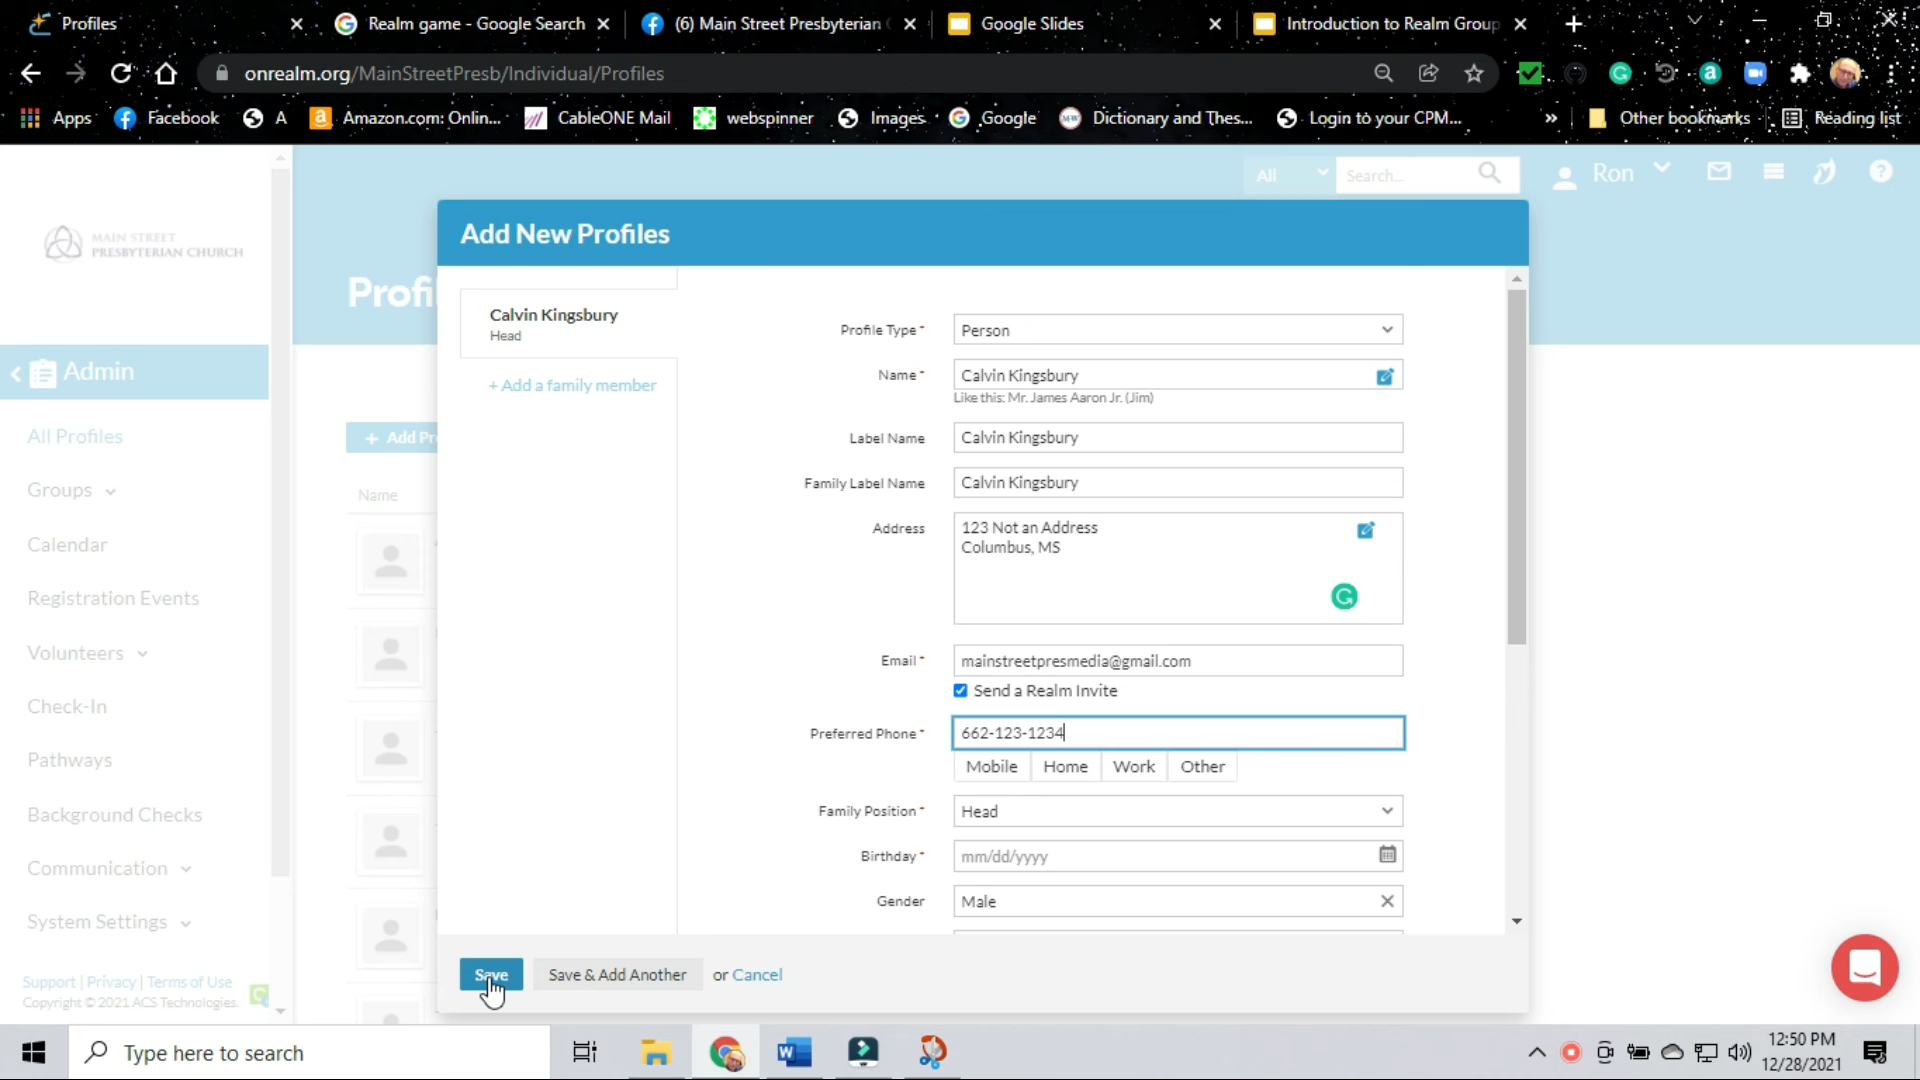 Profiles
Realm game - Google Search
(6) Main Street Presbyterian
Google Slides
Introduction to Realm Group
onrealm.org/MainStreetPresb/Individual/Profiles
Apps
Facebook
A
Amazon.com: Onlin...
CableONE Mail
webspinner
Images
Google
Dictionary and Thes...
Login to your CPM...
»
Other bookmarks
Reading list
All
Search...
Ron
MAIN STREET
PRESBYTERIAN CHURCH
Add New Profiles
Profi
Calvin Kingsbury
Head
+ Add a family member
Profile Type*
Person
Name*
Calvin Kingsbury
Like this: Mr. James Aaron Jr. (Jim)
Label Name
Calvin Kingsbury
Family Label Name
Calvin Kingsbury
Address
123 Not an Address
Columbus, MS
Email*
mainstreetpresmedia@gmail.com
Send a Realm Invite
Preferred Phone*
662-123-1234
Mobile
Home
Work
Other
Family Position*
Head
Birthday*
mm/dd/yyyy
Gender
Male
Save
Save & Add Another
or Cancel
Admin
All Profiles
Groups
Calendar
Registration Events
Volunteers
Check-In
Pathways
Background Checks
Communication
System Settings
+ Add Pr
Name
Support | Privacy | Terms of Use
Copyright © 2021 ACS Technologies.
Type here to search
12:50 PM
12/28/2021